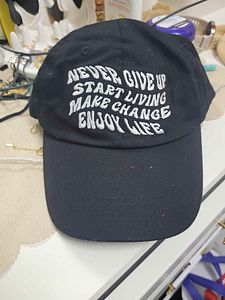 NEVER GIVE UP
START LIVING
MAKE CHANGE
ENJOY LIFE